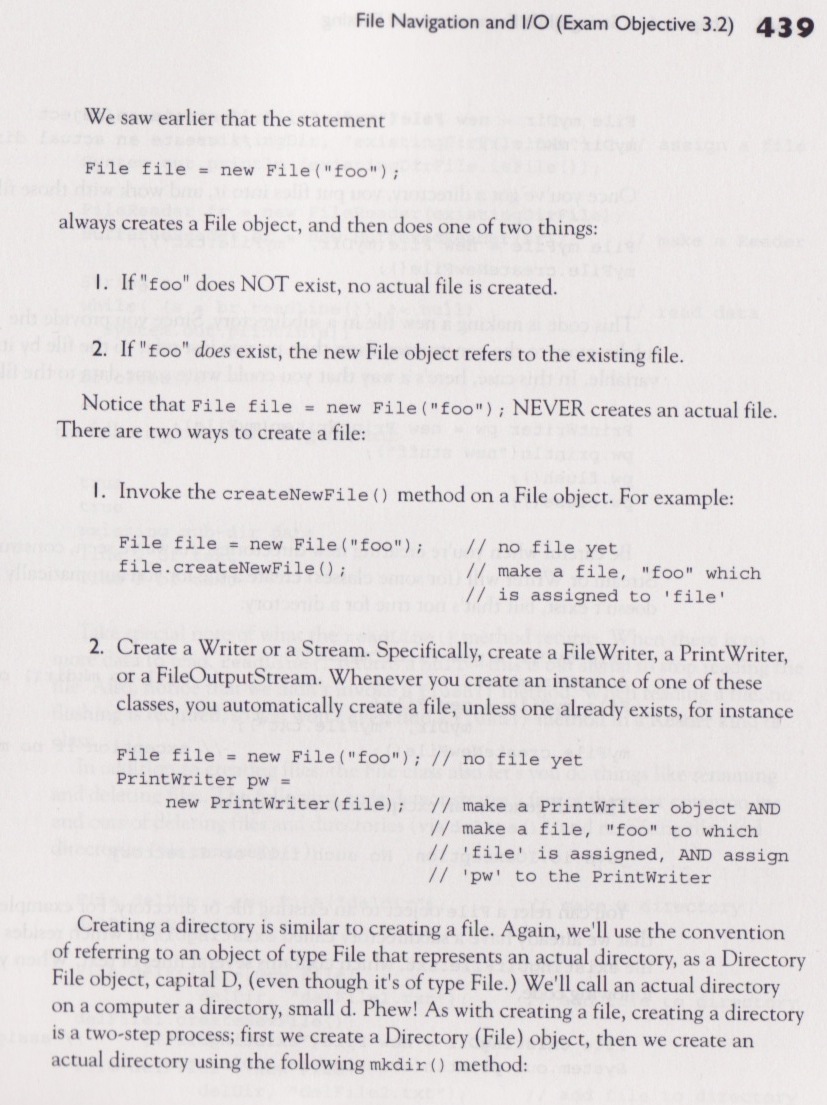 File Navigation and I/O (Exam Objective 3.2) 439
We saw earlier that the statement
File file = new File("foo");
always creates a File object, and then does one of two things:
1. If "foo" does NOT exist, no actual file is created.
2. If "foo" does exist, the new File object refers to the existing file.
Notice that File file = new File("foo"); NEVER creates an actual file.
There are two ways to create a file:
1. Invoke the createNewFile() method on a File object. For example:
File file = new File("foo"); // no file yet
file.createNewFile(); // make a file, "foo" which
// is assigned to 'file'
2. Create a Writer or a Stream. Specifically, create a FileWriter, a PrintWriter,
or a FileOutputStream. Whenever you create an instance of one of these
classes, you automatically create a file, unless one already exists, for instance
File file = new File("foo"); // no file yet
PrintWriter pw =
new PrintWriter(file); // make a PrintWriter object AND
// make a file, "foo" to which
// 'file' is assigned, AND assign
// 'pw' to the PrintWriter
Creating a directory is similar to creating a file. Again, we'll use the convention
of referring to an object of type File that represents an actual directory, as a Directory
File object, capital D, (even though it's of type File.) We'll call an actual directory
on a computer a directory, small d. Phew! As with creating a file, creating a directory
is a two-step process; first we create a Directory (File) object, then we create an
actual directory using the following mkdir() method: